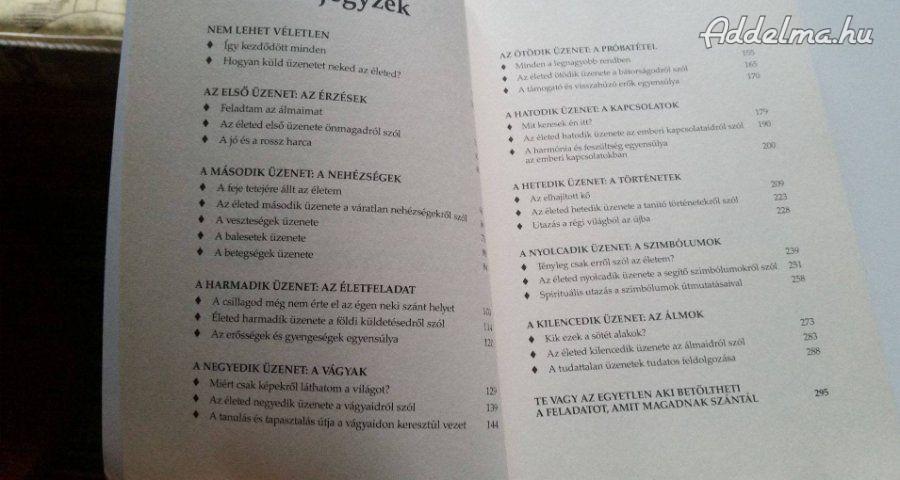 jegyzék
NEM LEHET VÉLETLEN
♦ Így kezdődött minden
♦ Hogyan küld üzenetet neked az életed?
AZ ELSŐ ÜZENET: AZ ÉRZÉSEK
♦ Feladtam az álmaimat
♦ Az életed első üzenete önmagadról szól
♦ A jó és a rossz harca
A MÁSODIK ÜZENET: A NEHÉZSÉGEK
♦ A feje tetejére állt az életem
♦ Az életed második üzenete a váratlan nehézségekről szól
♦ A veszteségek üzenete
♦ A balesetek üzenete
♦ A betegségek üzenete
A HARMADIK ÜZENET: AZ ÉLETFELADAT
♦ A csillagod még nem érte el az égen neki szánt helyet
♦ Életed harmadik üzenete a földi küldetésedről szól 114
♦ Az erősségek és gyengeségek egyensúlya
A NEGYEDIK ÜZENET: A VÁGYAK
♦ Miért csak képekről láthatom a világot? 129
♦ Az életed negyedik üzenete a vágyaidról szól 139
♦ A tanulás és tapasztalás útja a vágyaidon keresztül vezet 144
Addelma.hu
AZ ÖTÖDIK ÜZENET: A PRÓBATÉTEL
♦ Minden a legnagyobb rendben 155
♦ Az életed ötödik üzenete a bátorságodról szól 165
♦ A támogató és visszahúzó erők egyensúlya 170
A HATODIK ÜZENET: A KAPCSOLATOK
♦ Mit keresek én itt? 179
♦ Az életed hatodik üzenete az emberi kapcsolataidról szól 190
♦ A harmónia és feszültség egyensúlya
az emberi kapcsolatokban 200
A HETEDIK ÜZENET: A TÖRTÉNETEK
♦ Az elhajított kő 209
♦ Az életed hetedik üzenete a tanító történetekről szól 223
♦ Utazás a régi világból az újba 228
A NYOLCADIK ÜZENET: A SZIMBÓLUMOK
♦ Tényleg csak erről szól az életem? 239
♦ Az életed nyolcadik üzenete a segítő szimbólumokról szól 251
♦ Spirituális utazás a szimbólumok útmutatásaival 258
A KILENCEDIK ÜZENET: AZ ÁLMOK
♦ Kik ezek a sötét alakok? 273
♦ Az életed kilencedik üzenete az álmaidról szól 283
♦ A tudattalan üzenetek tudatos feldolgozása 288
TE VAGY AZ EGYETLEN AKI BETÖLTHETI
A FELADATOT, AMIT MAGADNAK SZÁNTÁL 295